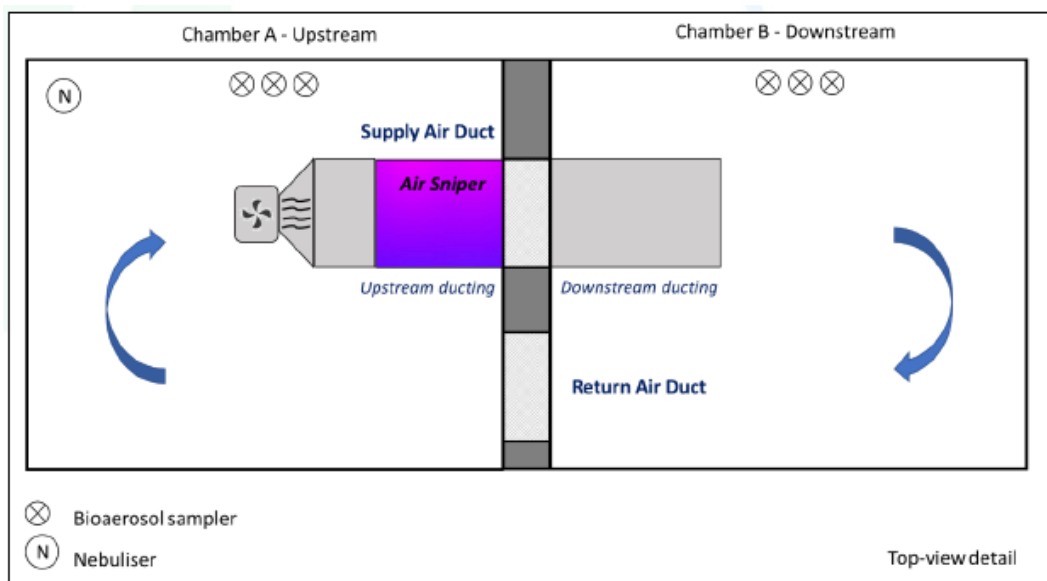 Chamber A - Upstream
Chamber B - Downstream
N
Supply Air Duct
Air Sniper
Upstream ducting
Downstream ducting
Return Air Duct
Bioaerosol sampler
N
Nebuliser
Top-view detail